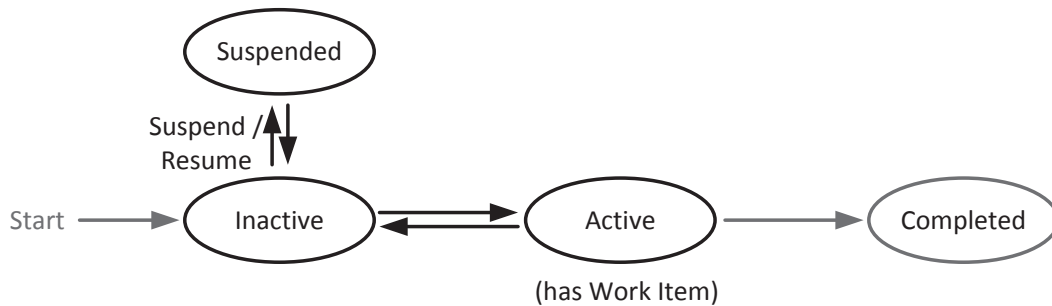 Suspended
Suspend /
Resume
Start
Inactive
Active
Completed
(has Work Item)